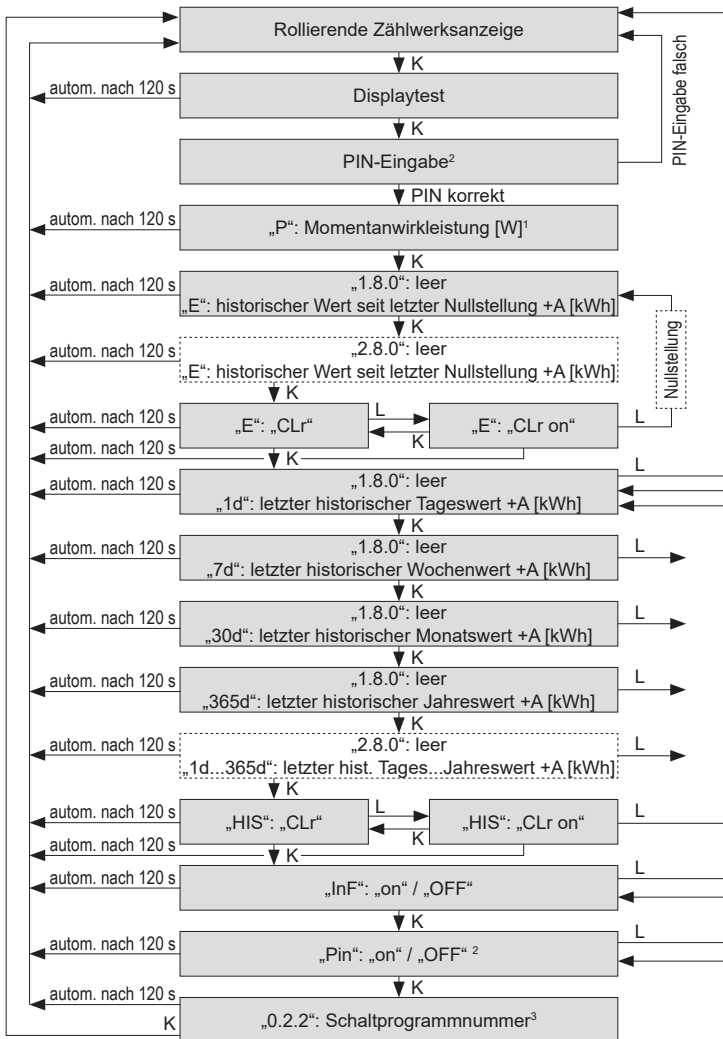 Rollierende Zählwerksanzeige
K
autom. nach 120 s
Displaytest
K
PIN-Eingabe falsch
PIN-Eingabe²
PIN korrekt
autom. nach 120 s
„P“: Momentanwirkleistung [W]¹
K
autom. nach 120 s
„1.8.0“: leer
„E“: historischer Wert seit letzter Nullstellung +A [kWh]
K
Nullstellung
autom. nach 120 s
„2.8.0“: leer
„E“: historischer Wert seit letzter Nullstellung +A [kWh]
K
autom. nach 120 s
„E“: „CLr“
L
K
„E“: „CLr on“
L
autom. nach 120 s
K
autom. nach 120 s
„1.8.0“: leer
„1d“: letzter historischer Tageswert +A [kWh]
L
K
autom. nach 120 s
„1.8.0“: leer
„7d“: letzter historischer Wochenwert +A [kWh]
L
K
autom. nach 120 s
„1.8.0“: leer
„30d“: letzter historischer Monatswert +A [kWh]
L
K
autom. nach 120 s
„1.8.0“: leer
„365d“: letzter historischer Jahreswert +A [kWh]
L
K
autom. nach 120 s
„2.8.0“: leer
„1d...365d“: letzter hist. Tages...Jahreswert +A [kWh]
L
K
autom. nach 120 s
„HIS“: „CLr“
L
K
„HIS“: „CLr on“
L
autom. nach 120 s
K
autom. nach 120 s
„InF“: „on“ / „OFF“
L
K
autom. nach 120 s
„Pin“: „on“ / „OFF“ ²
L
K
autom. nach 120 s
K
„0.2.2“: Schaltprogrammnummer³